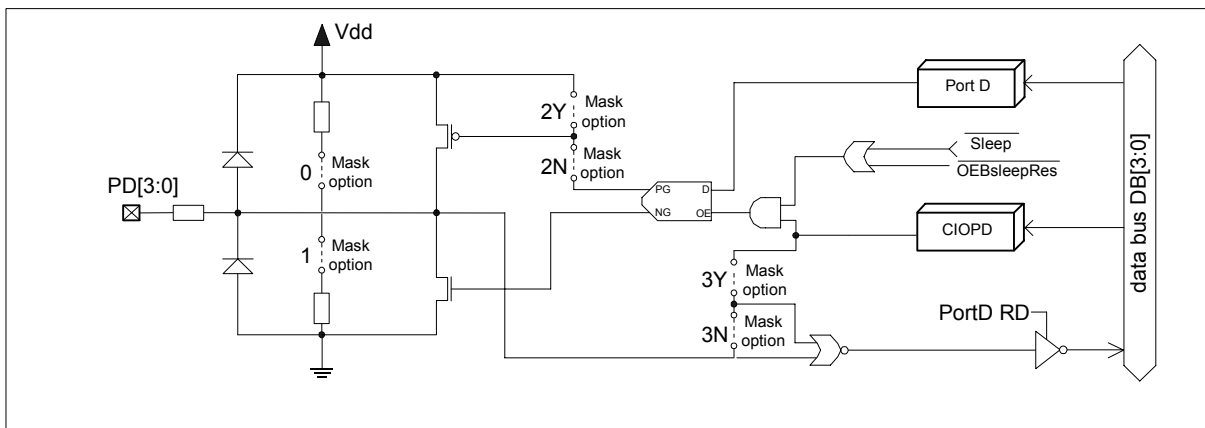 Vdd
2Y
Mask
option
2N
Mask
option
0
Mask
option
PD[3:0]
1
Mask
option
PG
NG
D
OE
Port D
Sleep
OEBsleepRes
CIOPD
3Y
Mask
option
3N
Mask
option
PortD RD
data bus DB[3:0]